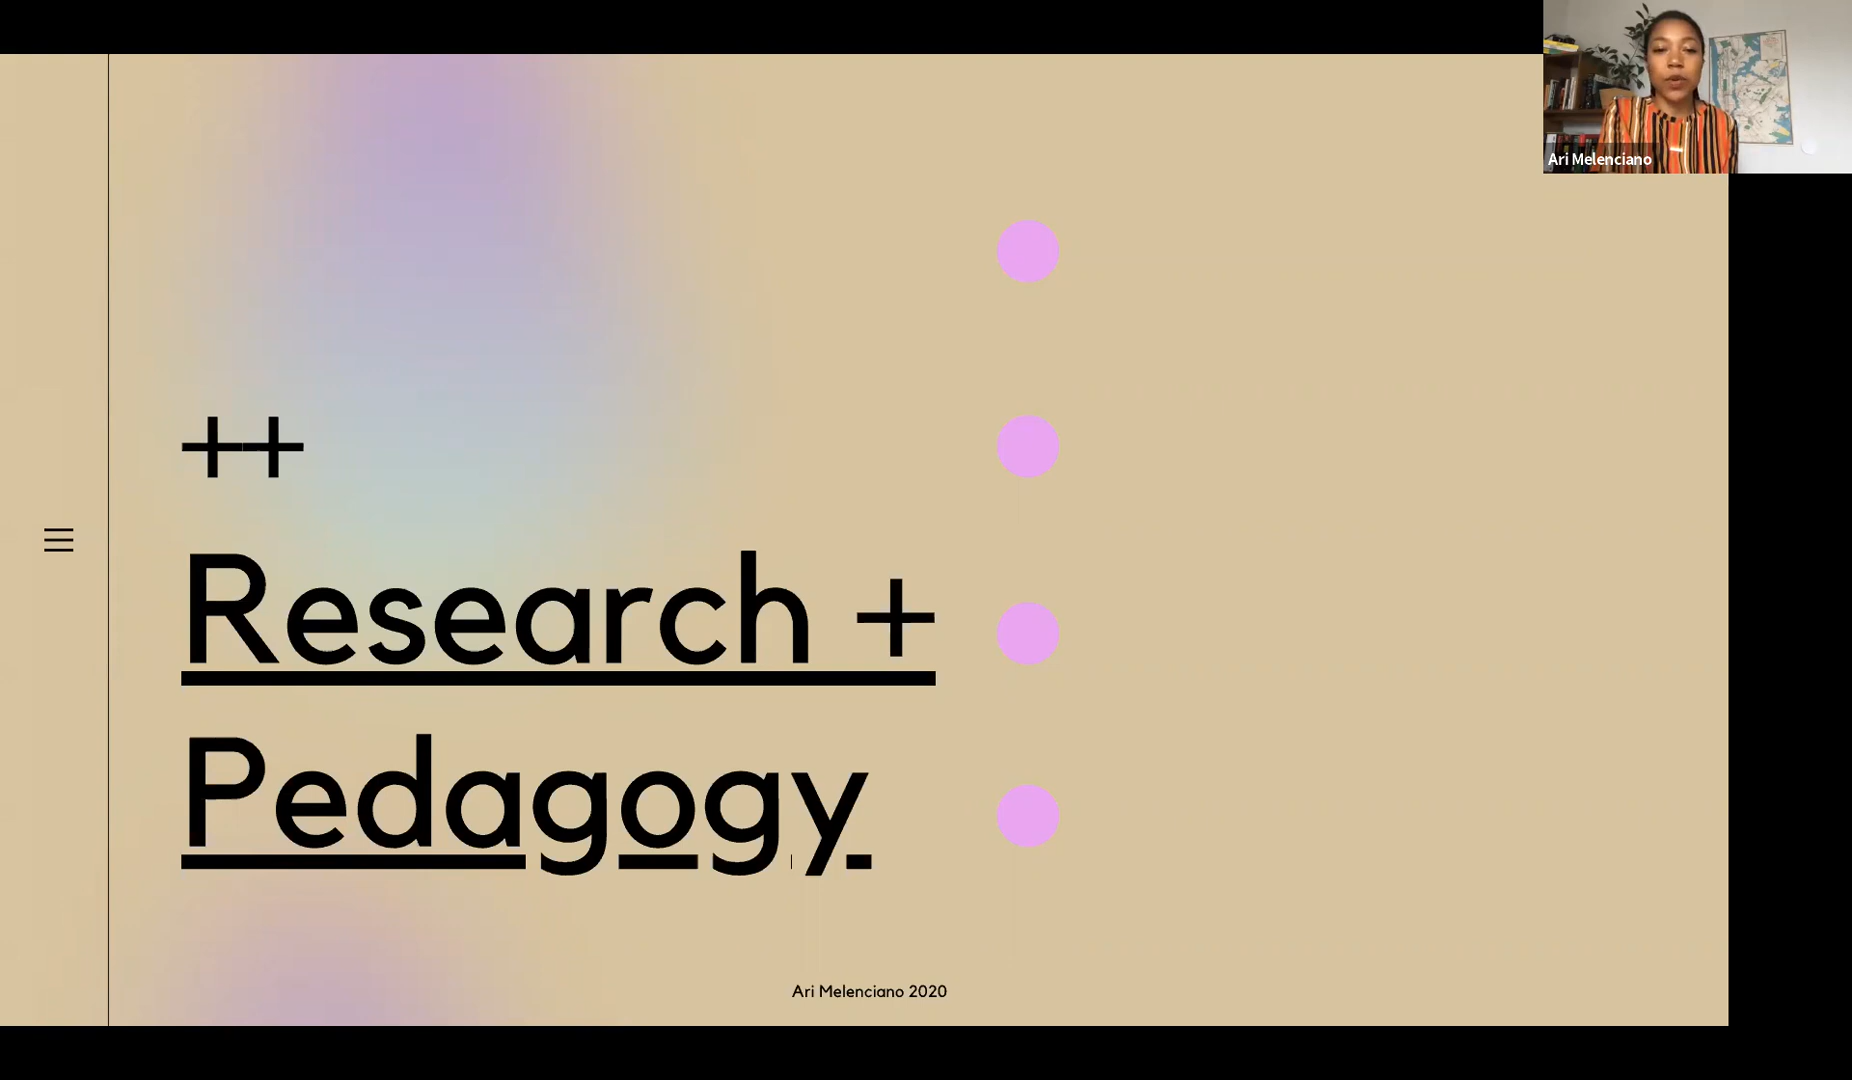 Ari Melenciano
++
Research +
Pedagogy
Ari Melenciano 2020